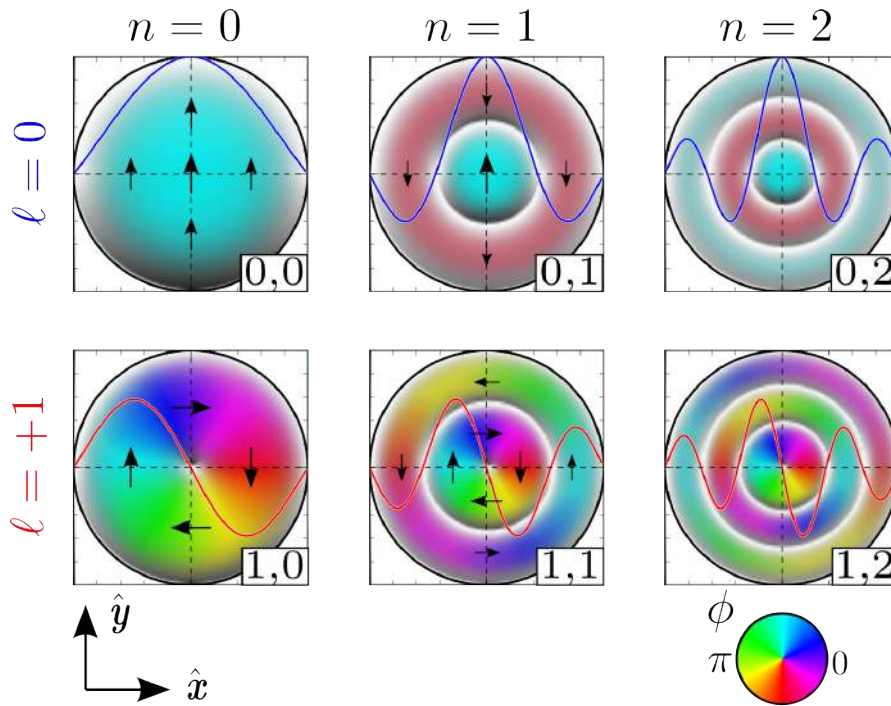 n = 0
n = 1
n = 2
ℓ = 0
0,0
0,1
0,2
ℓ = +1
1,0
1,1
1,2
ŷ
x̂
ϕ
π
0